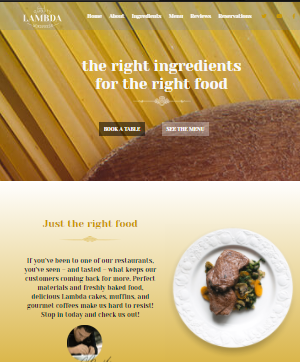 LAMBDA
Home About Ingredients Menu Reviews Reservations
the right ingredients
for the right food
BOOK A TABLE SEE THE MENU
Just the right food
If you've been to one of our restaurants,
you've seen – and tasted – what keeps our
customers coming back for more. Perfect
materials and freshly baked food,
delicious Lambda cakes, muffins, and
gourmet coffees make us hard to resist!
Stop in today and check us out!